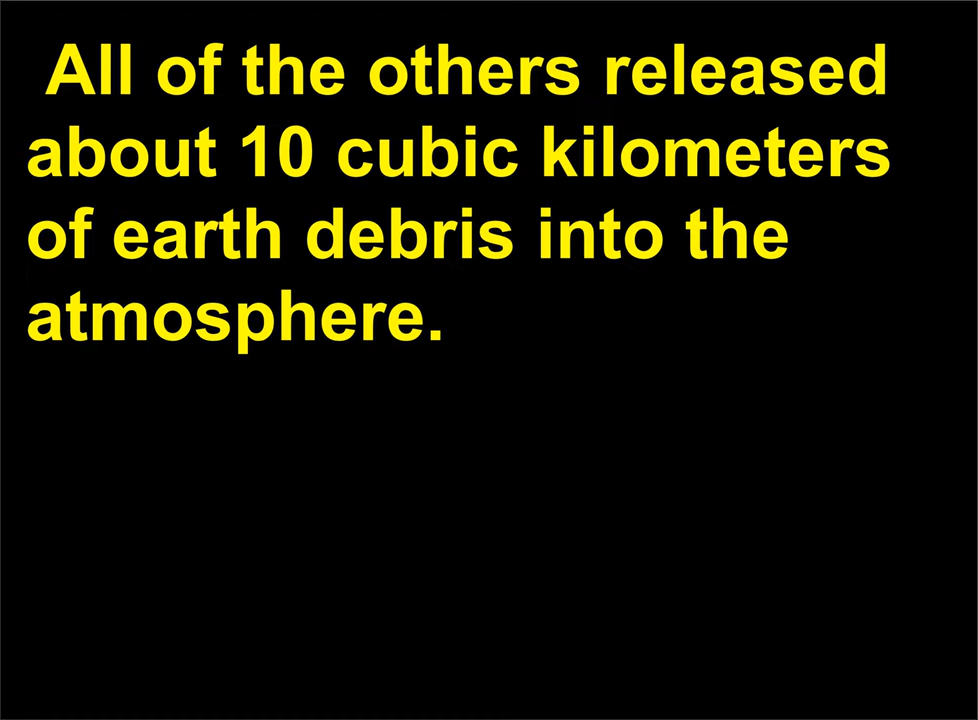 All of the others released
about 10 cubic kilometers
of earth debris into the
atmosphere.